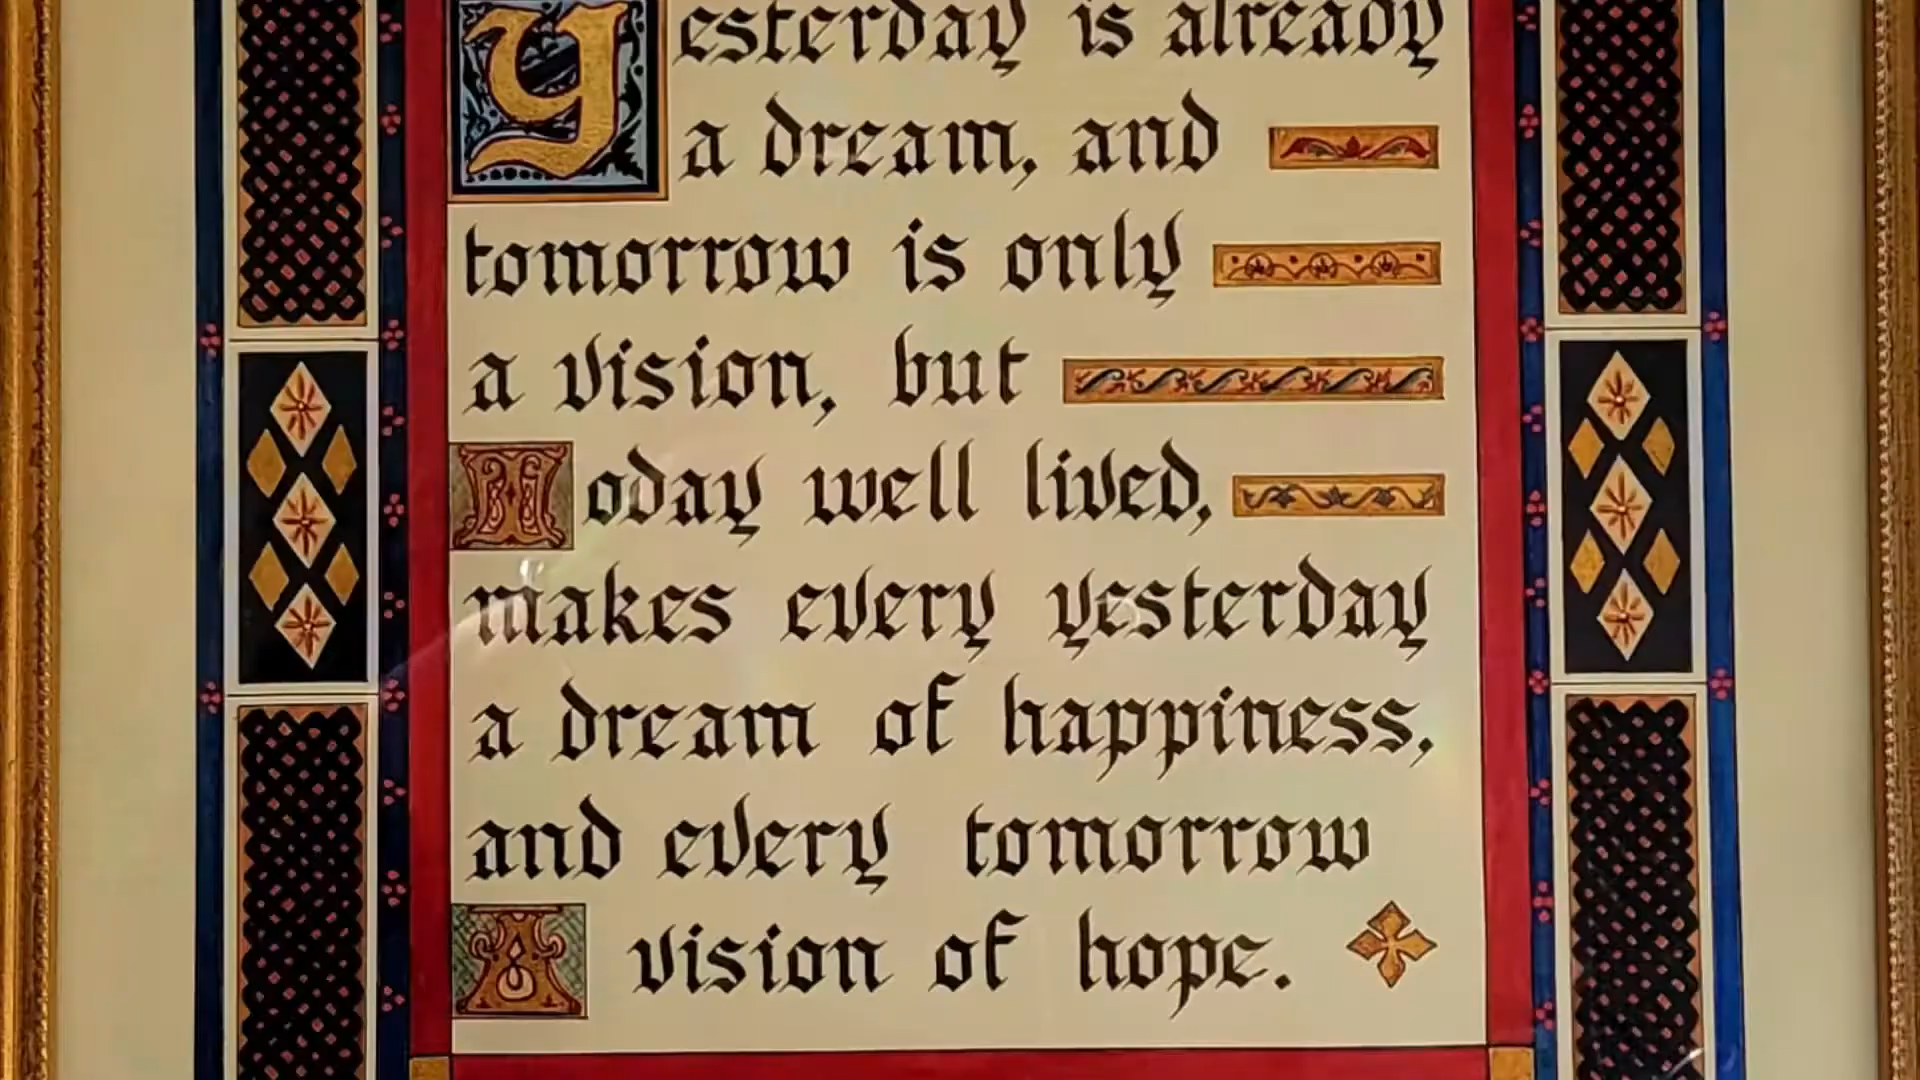 Yesterday is already
a dream, and
tomorrow is only
a vision, but
Today well lived,
makes every yesterday
a dream of happiness,
and every tomorrow
A vision of hope.